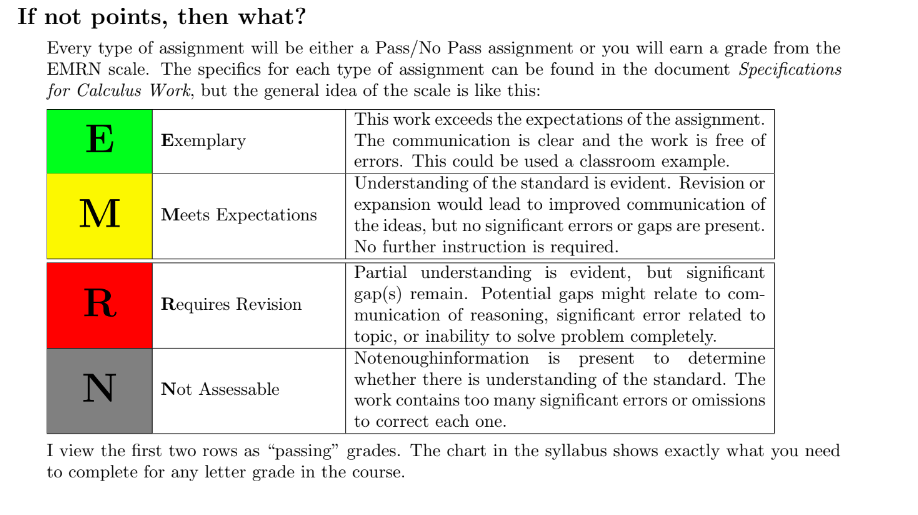 If not points, then what?
Every type of assignment will be either a Pass/No Pass assignment or you will earn a grade from the
EMRN scale. The specifics for each type of assignment can be found in the document Specifications
for Calculus Work, but the general idea of the scale is like this:
E
Exemplary
This work exceeds the expectations of the assignment.
The communication is clear and the work is free of
errors. This could be used a classroom example.
M
Meets Expectations
Understanding of the standard is evident. Revision or
expansion would lead to improved communication of
the ideas, but no significant errors or gaps are present.
No further instruction is required.
R
Requires Revision
Partial understanding is evident, but significant
gap(s) remain. Potential gaps might relate to com-
munication of reasoning, significant error related to
topic, or inability to solve problem completely.
N
Not Assessable
Notenoughinformation is present to determine
whether there is understanding of the standard. The
work contains too many significant errors or omissions
to correct each one.
I view the first two rows as “passing” grades. The chart in the syllabus shows exactly what you need
to complete for any letter grade in the course.